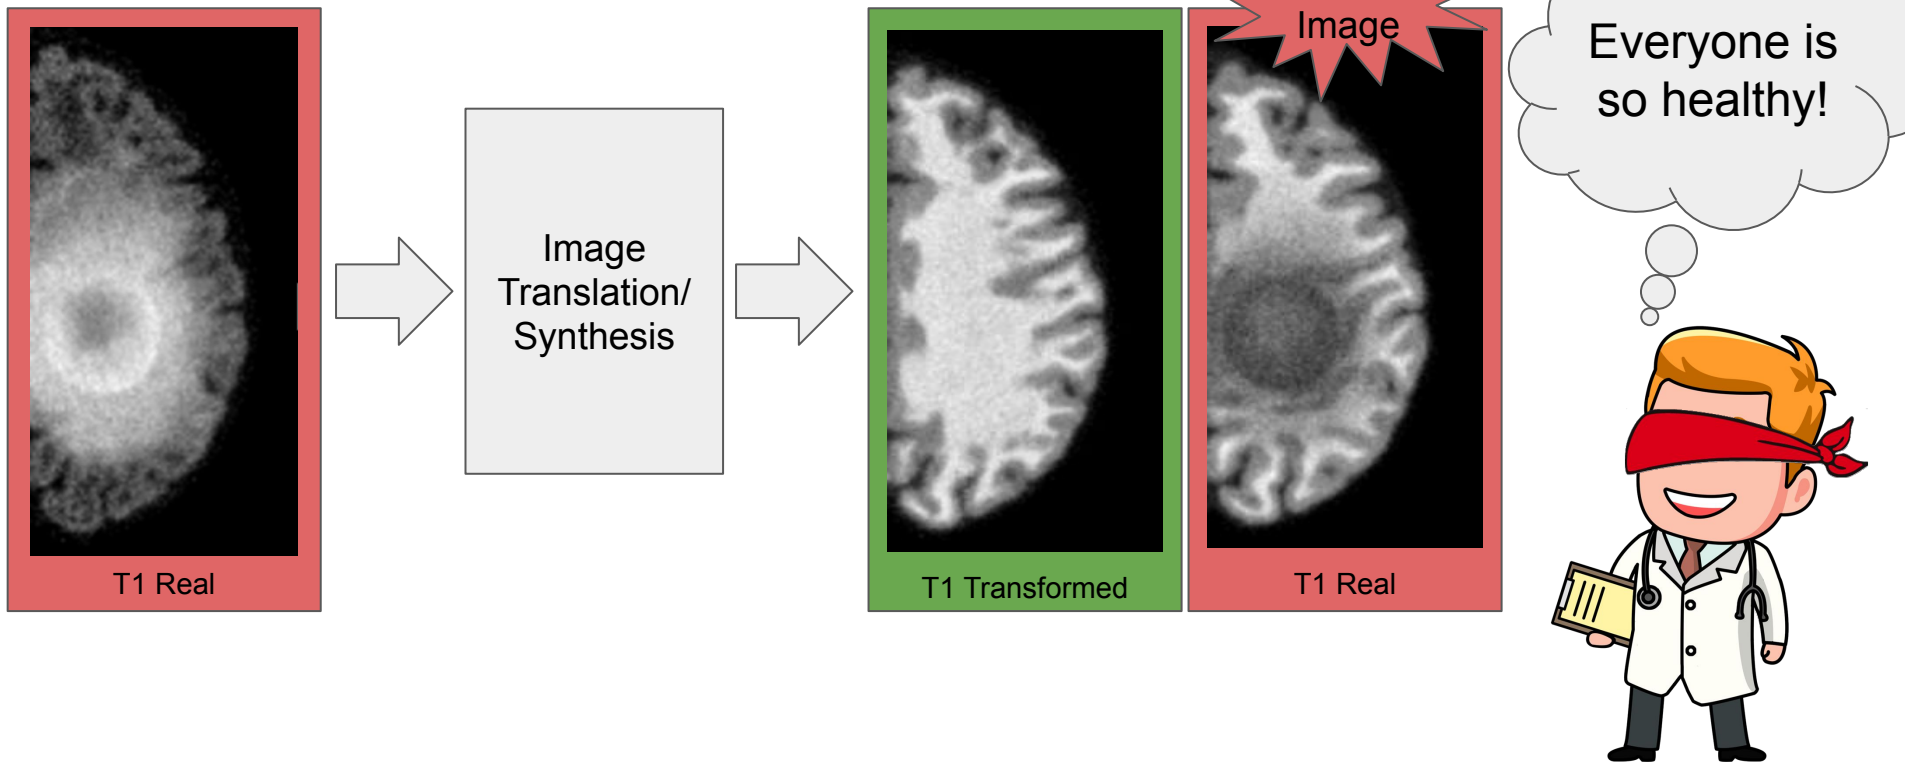 Image
Everyone is
so healthy!
Image
Translation/
Synthesis
T1 Real
T1 Transformed
T1 Real